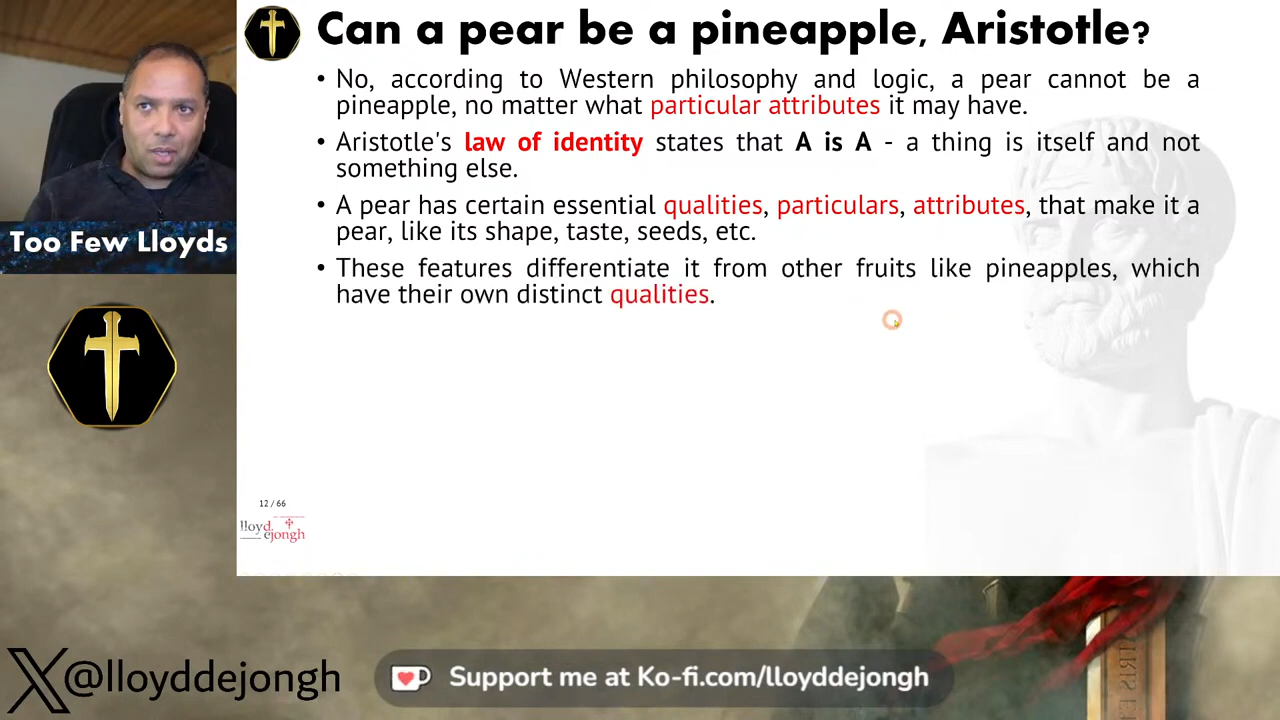 Can a pear be a pineapple, Aristotle?
• No, according to Western philosophy and logic, a pear cannot be a
pineapple, no matter what particular attributes it may have.
• Aristotle's law of identity states that A is A - a thing is itself and not
something else.
• A pear has certain essential qualities, particulars, attributes, that make it a
pear, like its shape, taste, seeds, etc.
• These features differentiate it from other fruits like pineapples, which
have their own distinct qualities.
Too Few Lloyds
12 / 66
lloyd
ejongh
X@lloyddejongh
Support me at Ko-fi.com/lloyddejongh